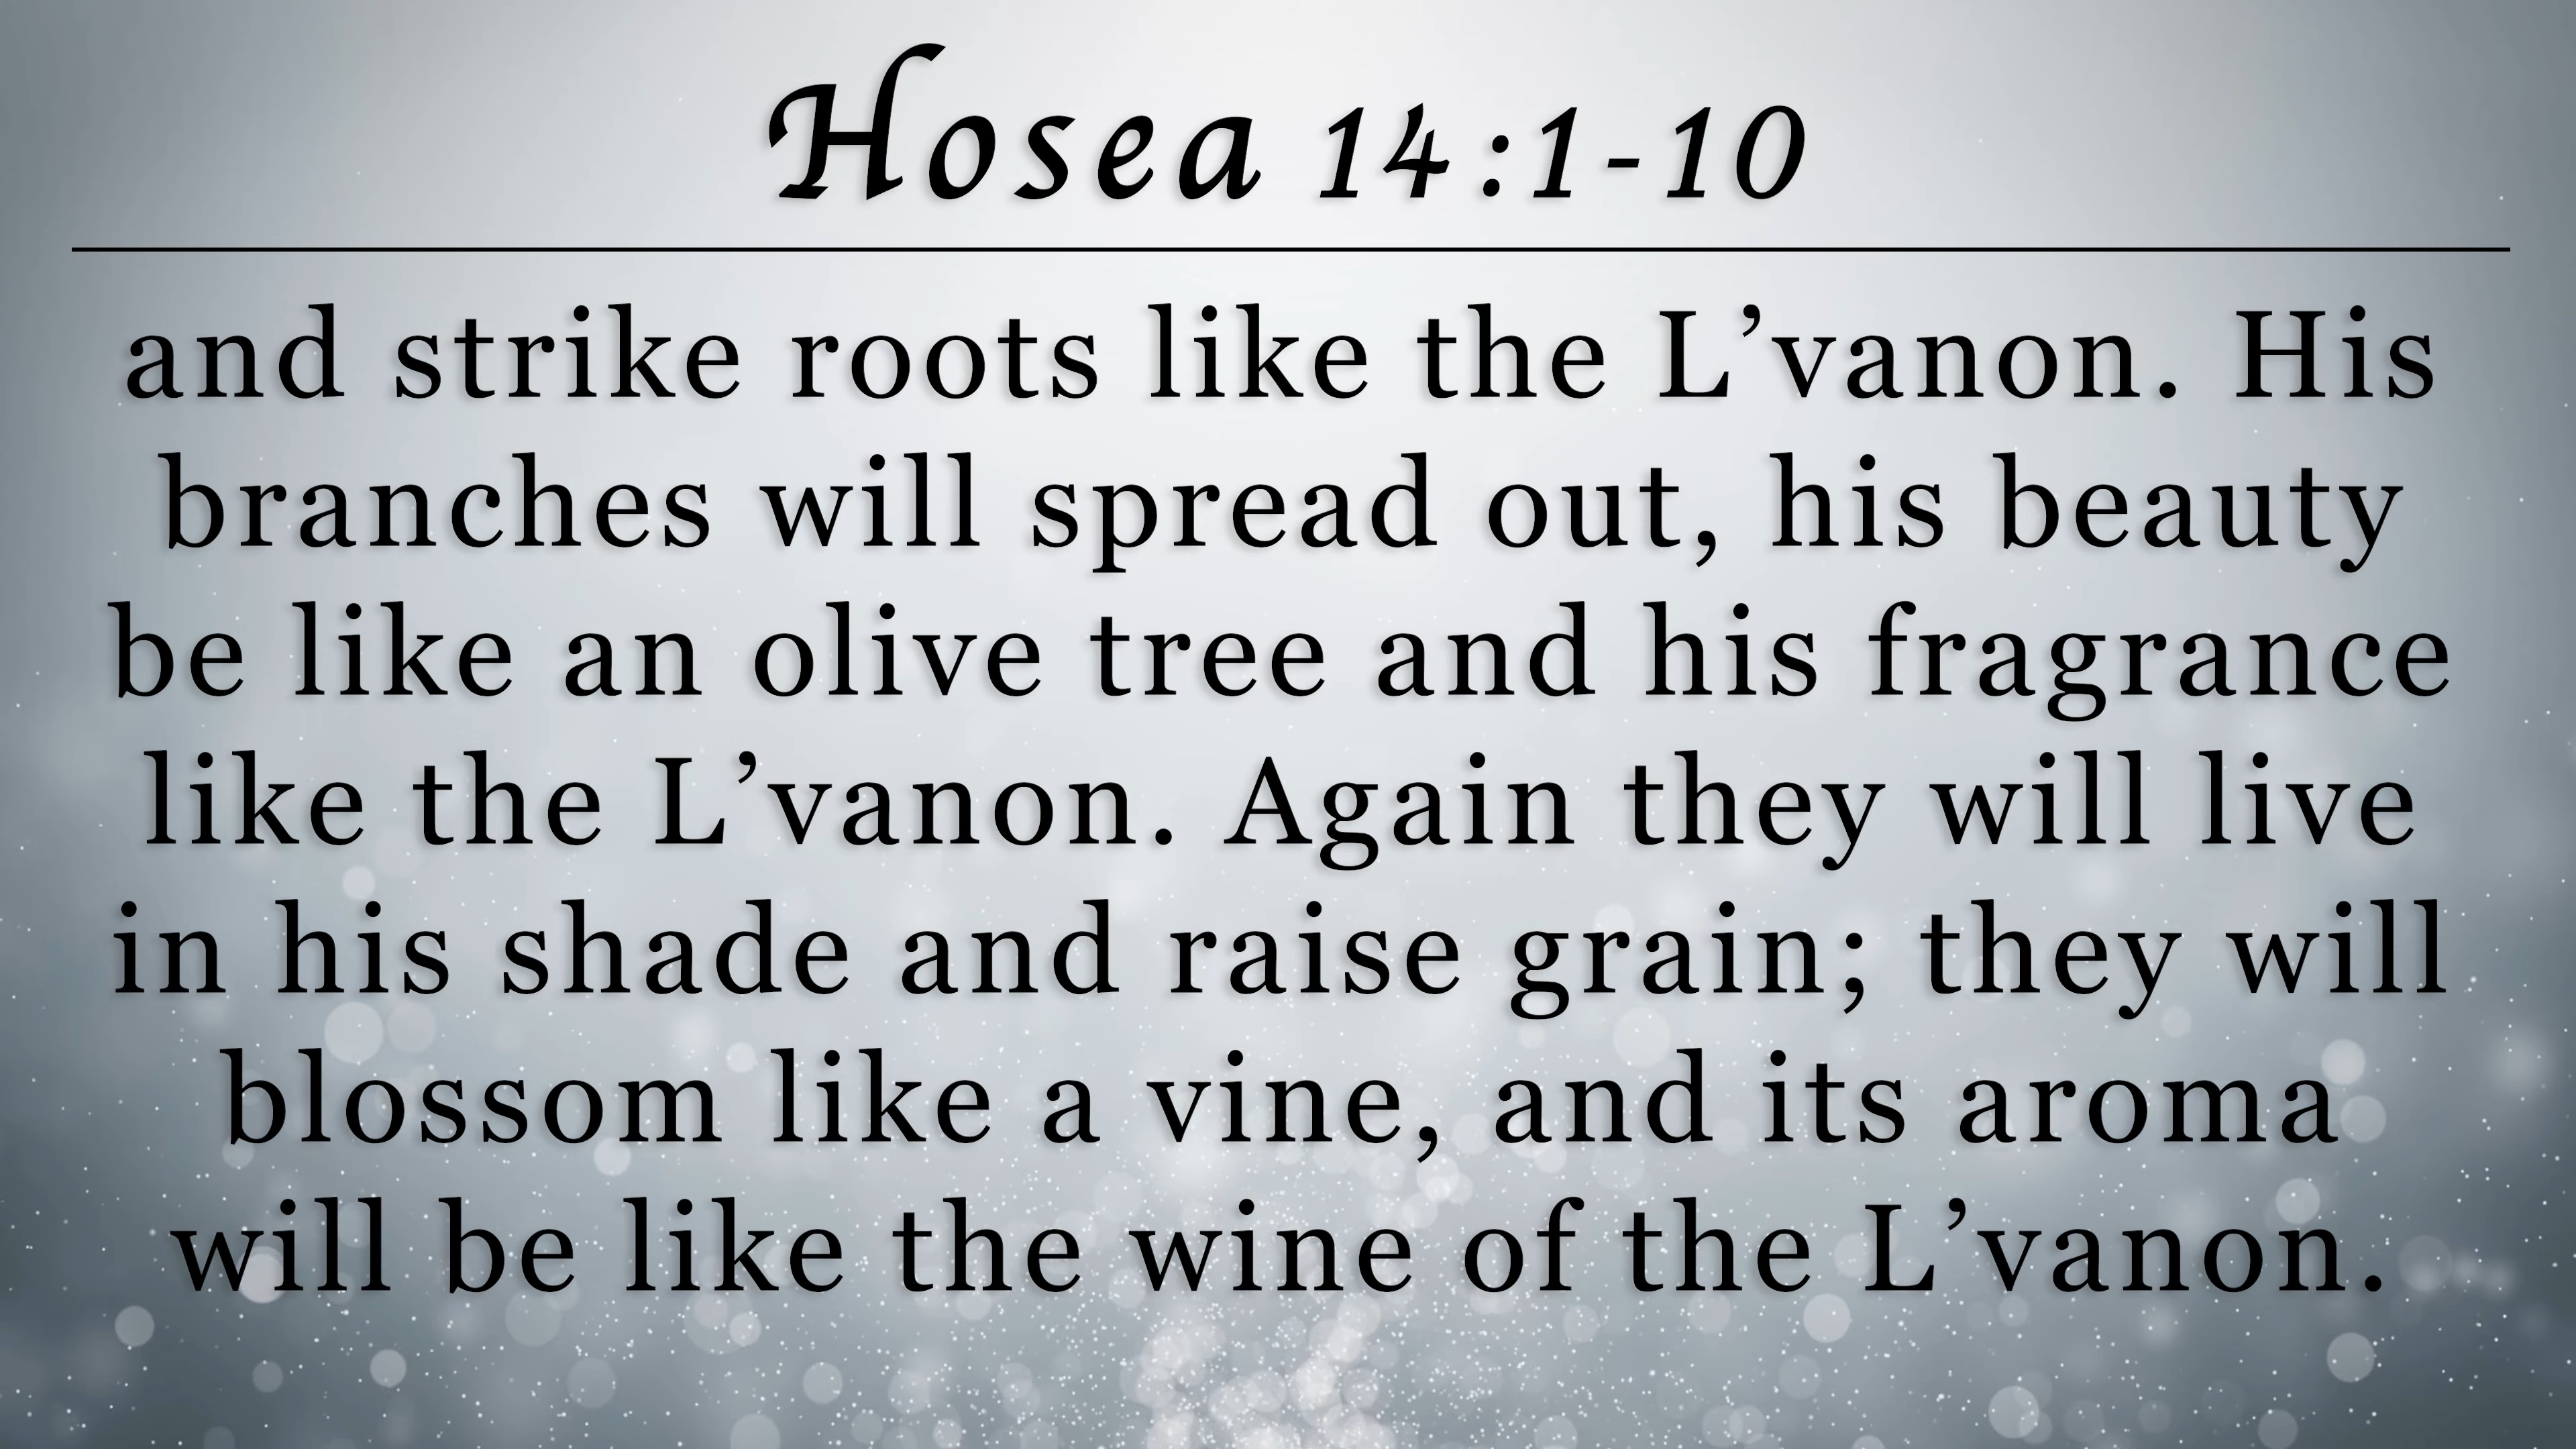 Hosea 14:1-10
and strike roots like the L’vanon. His
branches will spread out, his beauty
be like an olive tree and his fragrance
like the L’vanon. Again they will live
in his shade and raise grain; they will
blossom like a vine, and its aroma
will be like the wine of the L’vanon.